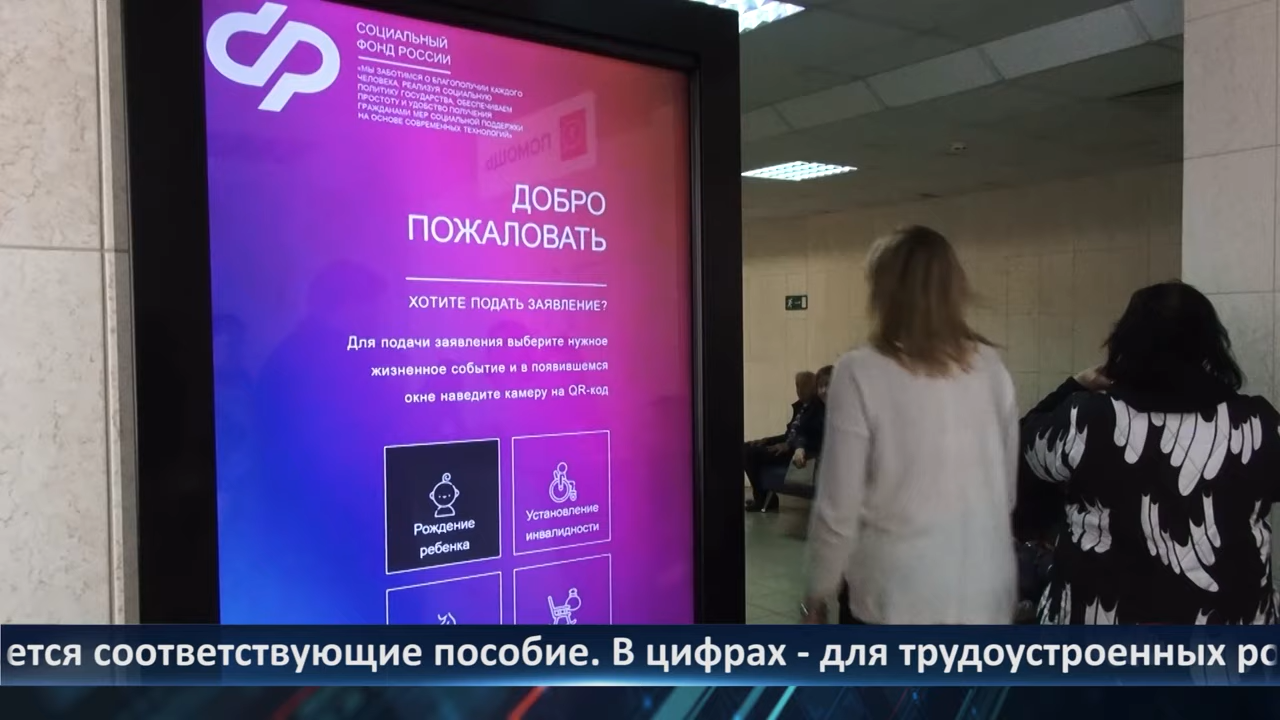 СОЦИАЛЬНЫЙ
ФОНД РОССИИ
«МЫ ЗАБОТИМСЯ О БЛАГОПОЛУЧИИ КАЖДОГО
ЧЕЛОВЕКА, РЕАЛИЗУЯ СОЦИАЛЬНУЮ
ПОЛИТИКУ ГОСУДАРСТВА, ОБЕСПЕЧИВАЕМ
ПРОСТОТУ И УДОБСТВО ПОЛУЧЕНИЯ
ГРАЖДАНАМИ МЕР СОЦИАЛЬНОЙ ПОДДЕРЖКИ
НА ОСНОВЕ СОВРЕМЕННЫХ ТЕХНОЛОГИЙ»
ПОМОЩЬ
ДОБРО
ПОЖАЛОВАТЬ
ХОТИТЕ ПОДАТЬ ЗАЯВЛЕНИЕ?
Для подачи заявления выберите нужное
жизненное событие и в появившемся
окне наведите камеру на QR-код
Рождение
ребенка
Установление
инвалидности
ется соответствующие пособие. В цифрах - для трудоустроенных ро